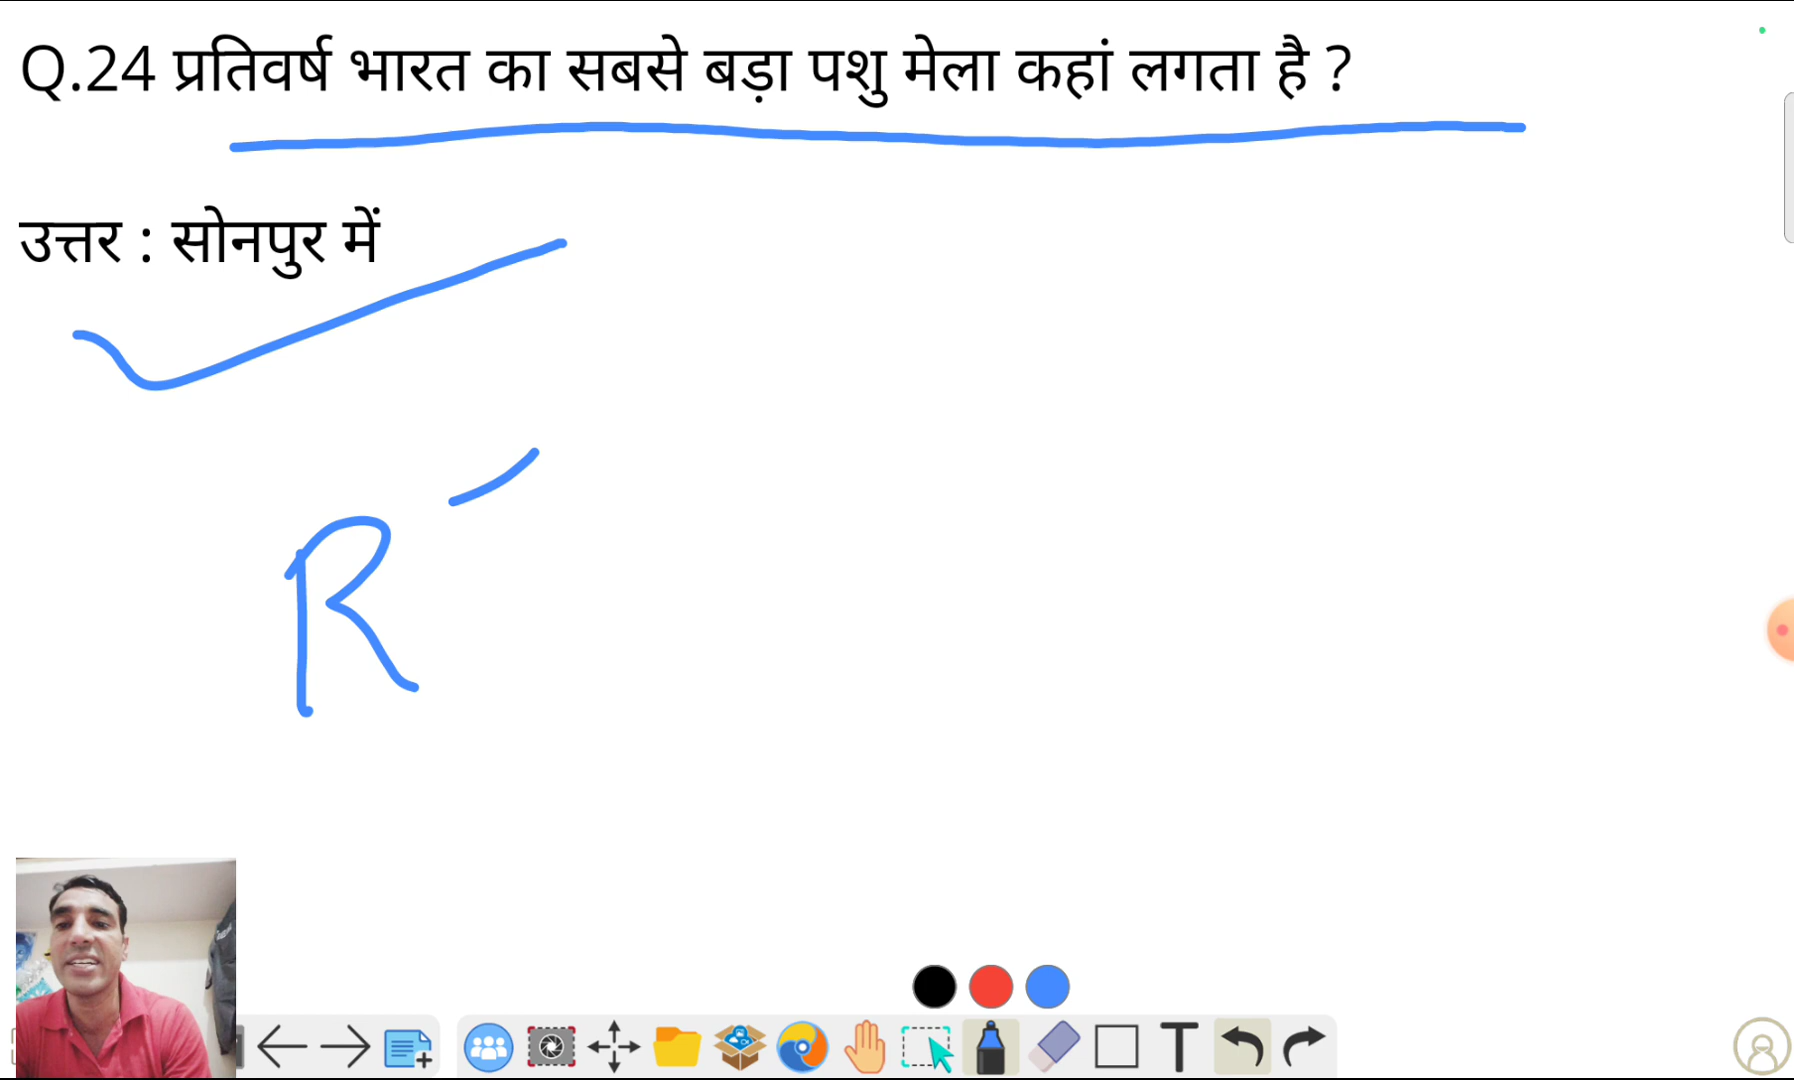 Q.24 प्रतिवर्ष भारत का सबसे बड़ा पशु मेला कहां लगता है ?
उत्तर : सोनपुर में
R
T